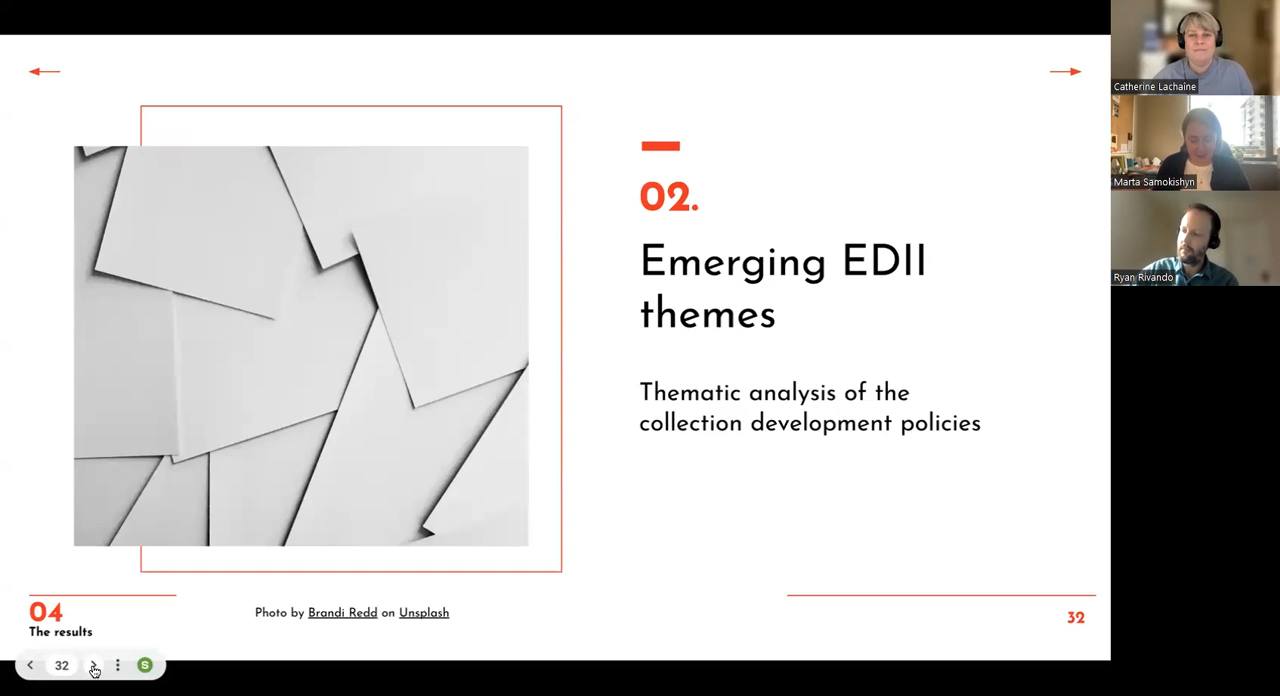 02.
Emerging EDII
themes
Thematic analysis of the
collection development policies
04
The results
Photo by Brandi Redd on Unsplash
32
32
S
Catherine Lachaîne
Marta Samokishyn
Ryan Rivando